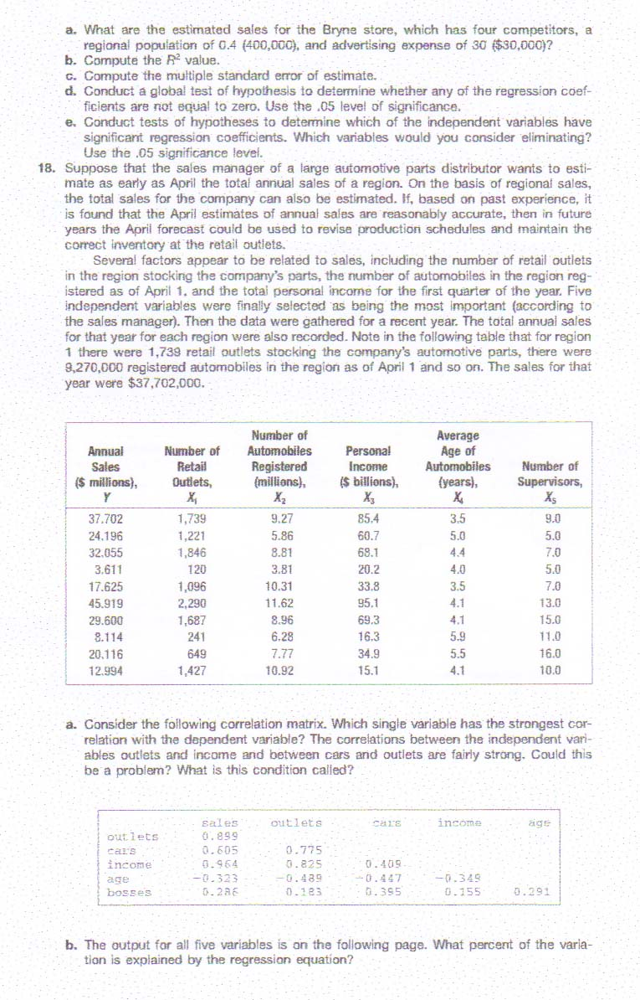 a. What are the estimated sales for the Bryne store, which has four competitors, a
regional population of 0.4 (400,000), and advertising expense of 30 ($30,000)?
b. Compute the R² value.
c. Compute the multiple standard error of estimate.
d. Conduct a global test of hypothesis to determine whether any of the regression coef-
ficients are not equal to zero. Use the .05 level of significance.
e. Conduct tests of hypotheses to determine which of the independent variables have
significant regression coefficients. Which variables would you consider eliminating?
Use the .05 significance level.
18. Suppose that the sales manager of a large automotive parts distributor wants to esti-
mate as early as April the total annual sales of a region. On the basis of regional sales,
the total sales for the company can also be estimated. If, based on past experience, it
is found that the April estimates of annual sales are reasonably accurate, then in future
years the April forecast could be used to revise production schedules and maintain the
correct inventory at the retail outlets.
Several factors appear to be related to sales, including the number of retail outlets
in the region stocking the company's parts, the number of automobiles in the region reg-
istered as of April 1, and the total personal income for the first quarter of the year. Five
independent variables were finally selected as being the most important (according to
the sales manager). Then the data were gathered for a recent year. The total annual sales
for that year for each region were also recorded. Note in the following table that for region
1 there were 1,739 retail outlets stocking the company's automotive parts, there were
9,270,000 registered automobiles in the region as of April 1 and so on. The sales for that
year were $37,702,000.
Number of Average
Annual Number of Automobiles Personal Age of
Sales Retail Registered Income Automobiles Number of
($ millions), Outlets, (millions), ($ billions), (years), Supervisors,
Y X₁ X₂ X₃ X₄ X₅
37.702 1,739 9.27 85.4 3.5 9.0
24.196 1,221 5.86 60.7 5.0 5.0
32.055 1,846 8.81 68.1 4.4 7.0
3.611 120 3.81 20.2 4.0 5.0
17.625 1,096 10.31 33.8 3.5 7.0
45.919 2,290 11.62 95.1 4.1 13.0
29.600 1,687 8.96 69.3 4.1 15.0
8.114 241 6.28 16.3 5.9 11.0
20.116 649 7.77 34.9 5.5 16.0
12.994 1,427 10.92 15.1 4.1 10.0
a. Consider the following correlation matrix. Which single variable has the strongest cor-
relation with the dependent variable? The correlations between the independent vari-
ables outlets and income and between cars and outlets are fairly strong. Could this
be a problem? What is this condition called?
sales outlets cars income age
outlets 0.899
cars 0.605 0.775
income 0.964 0.825 0.409
age -0.323 -0.489 -0.447 -0.349
bosses 0.286 0.183 0.395 0.155 0.291
b. The output for all five variables is on the following page. What percent of the varia-
tion is explained by the regression equation?